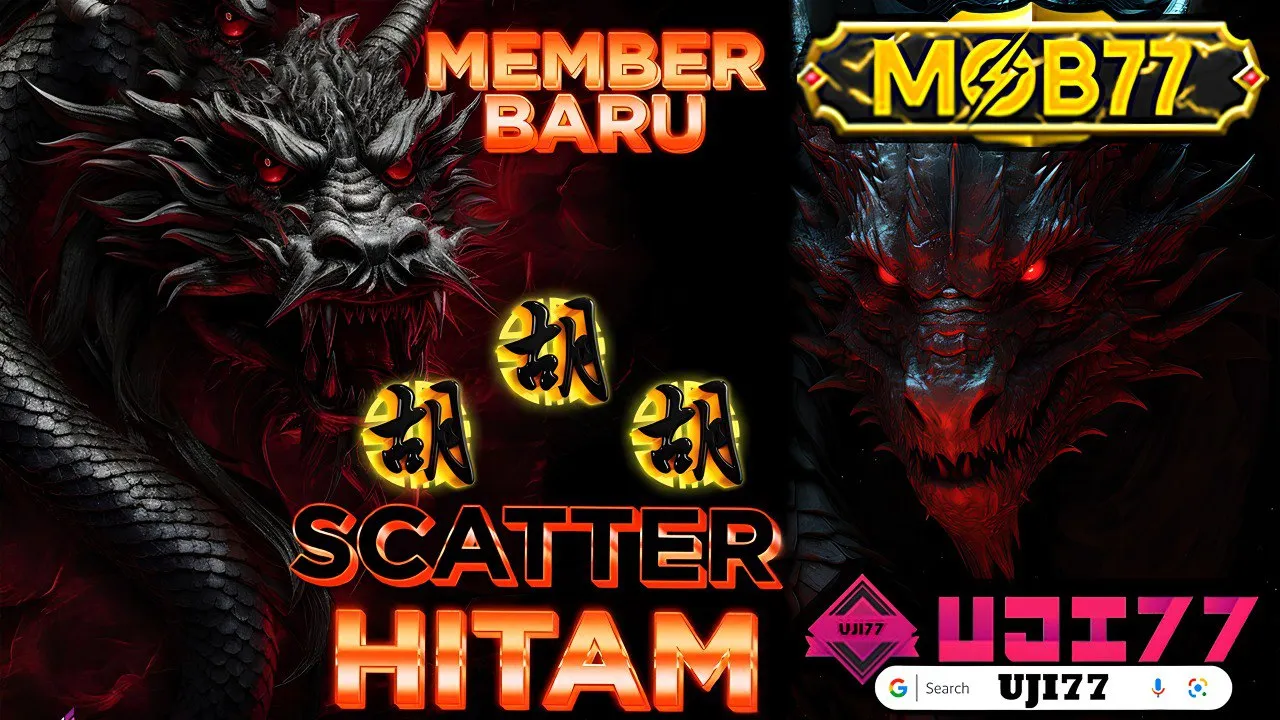 MEMBER
BARU
MOB77
胡
胡
胡
SCATTER
HITAM
UJI77
UJI77
Search UJI77